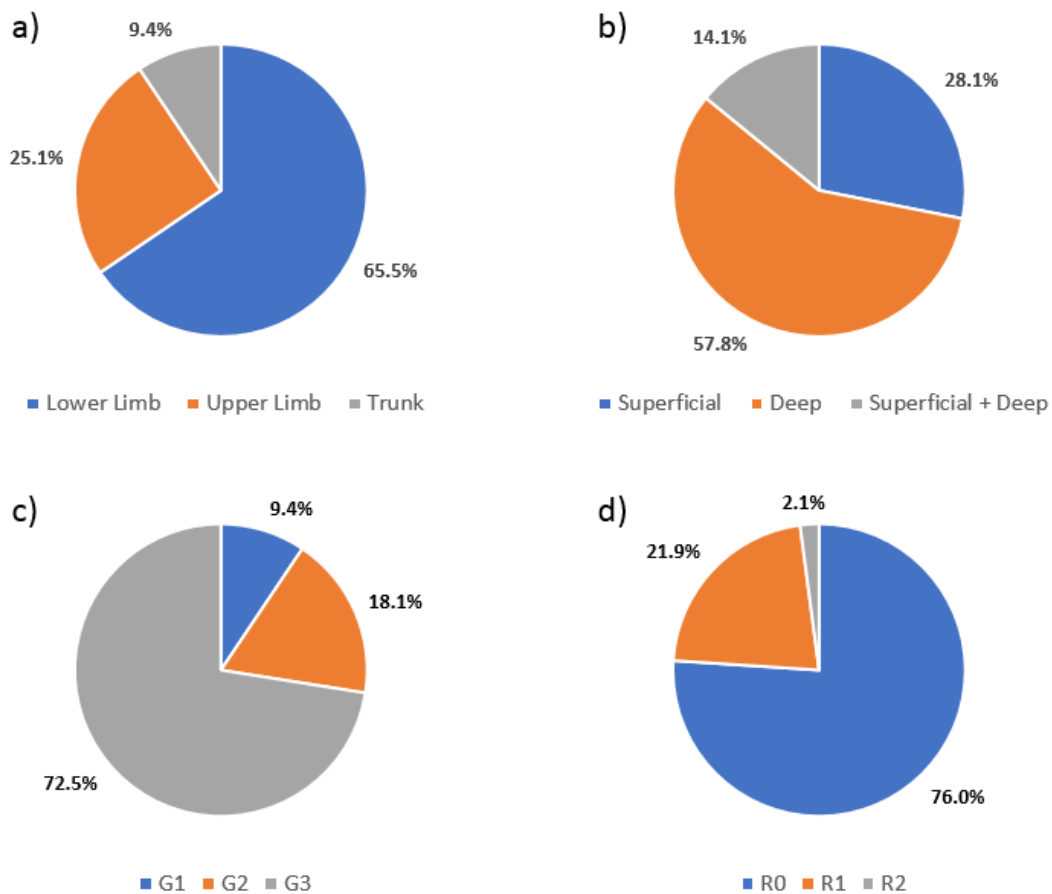 a)
9.4%
25.1%
65.5%
Lower Limb Upper Limb Trunk
b)
14.1%
28.1%
57.8%
Superficial Deep Superficial + Deep
c)
9.4%
18.1%
72.5%
G1 G2 G3
d)
2.1%
21.9%
76.0%
R0 R1 R2